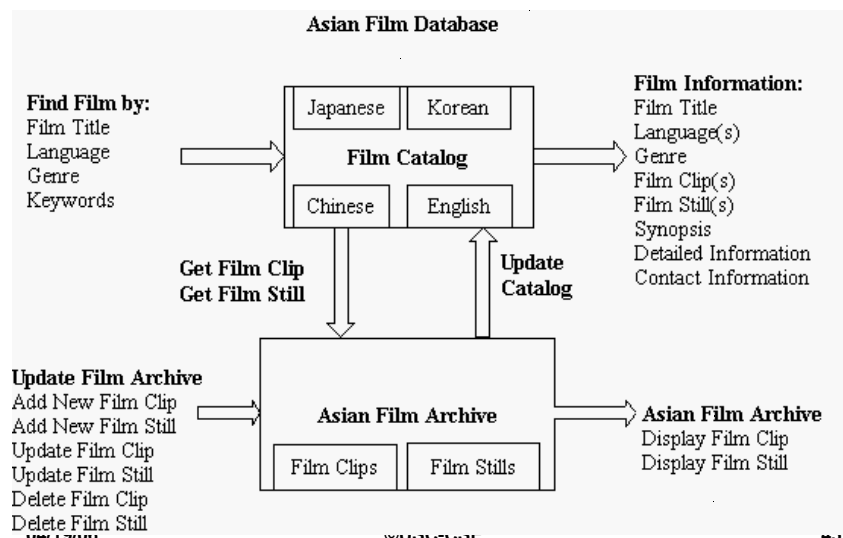 Asian Film Database
Find Film by:
Film Title
Language
Genre
Keywords
Japanese
Korean
Film Catalog
Chinese
English
Film Information:
Film Title
Language(s)
Genre
Film Clip(s)
Film Still(s)
Synopsis
Detailed Information
Contact Information
Get Film Clip
Get Film Still
Update
Catalog
Update Film Archive
Add New Film Clip
Add New Film Still
Update Film Clip
Update Film Still
Delete Film Clip
Delete Film Still
Asian Film Archive
Film Clips
Film Stills
Asian Film Archive
Display Film Clip
Display Film Still